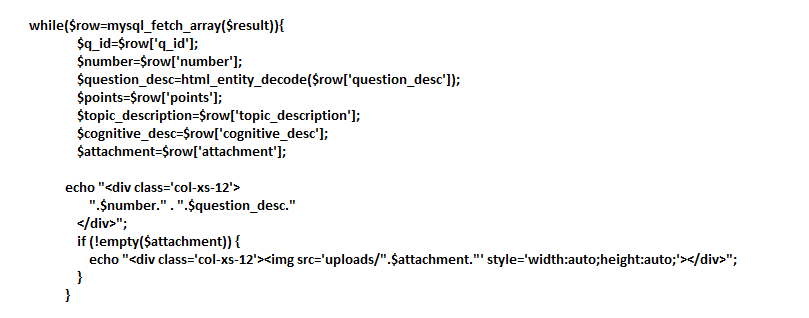 while($row=mysql_fetch_array($result)){
$q_id=$row['q_id'];
$number=$row['number'];
$question_desc=html_entity_decode($row['question_desc']);
$points=$row['points'];
$topic_description=$row['topic_description'];
$cognitive_desc=$row['cognitive_desc'];
$attachment=$row['attachment'];
echo "<div class='col-xs-12'>
".$number." . ".$question_desc."
</div>";
if (!empty($attachment)) {
echo "<div class='col-xs-12'><img src='uploads/".$attachment."' style='width:auto;height:auto;'></div>";
}
}